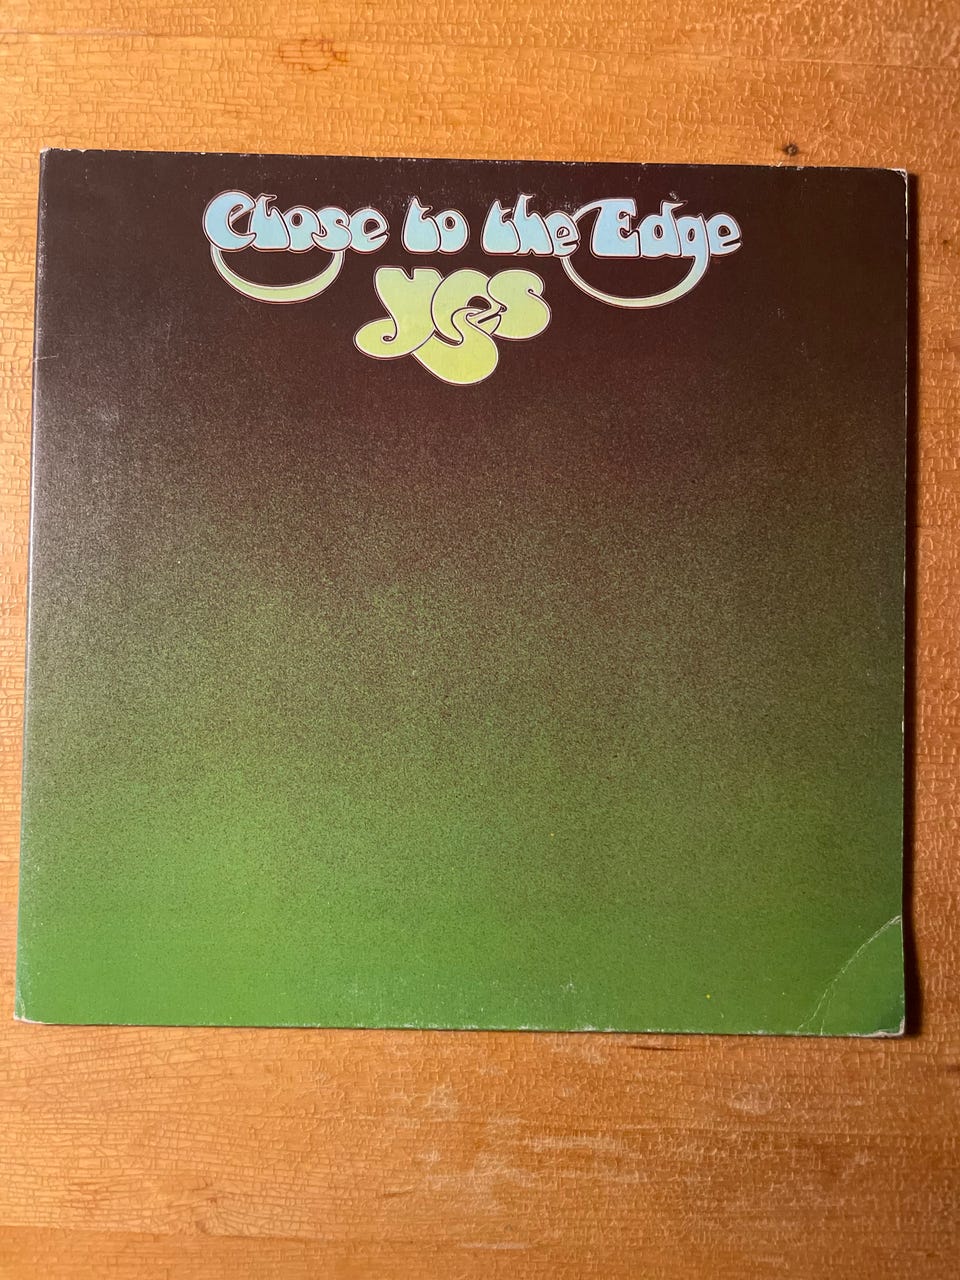 Close to the Edge
Yes